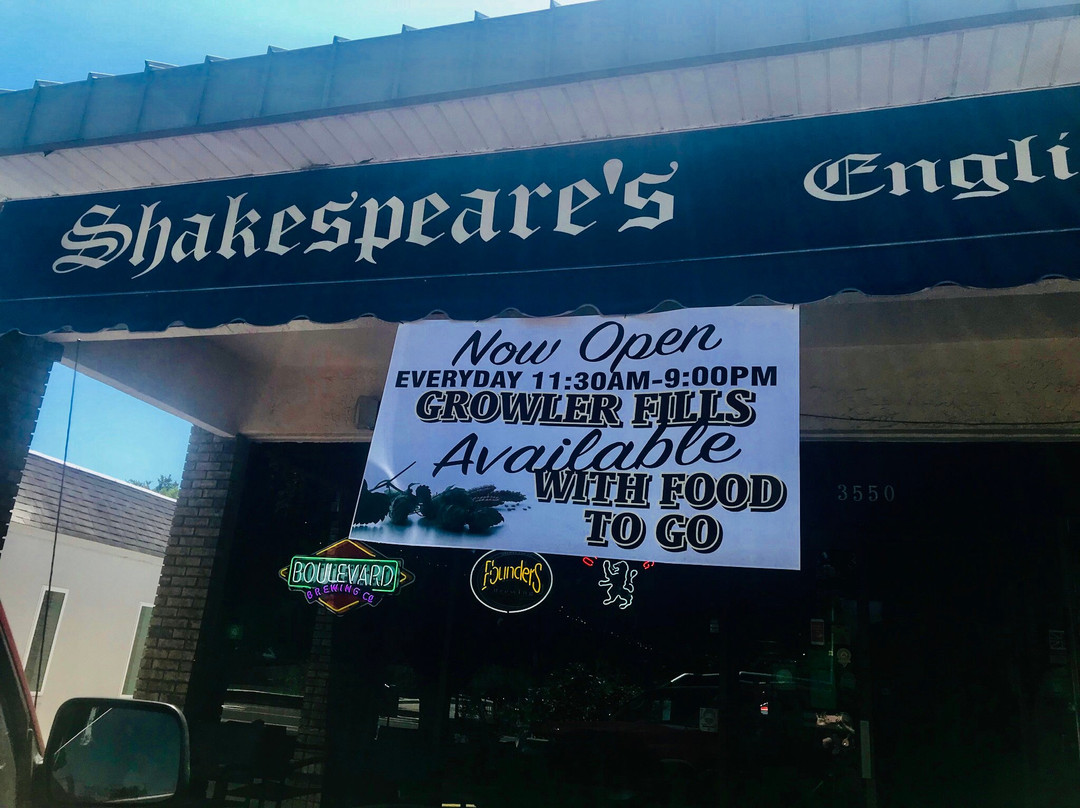 Shakespeare's Engli
Now Open
EVERYDAY 11:30AM-9:00PM
GROWLER FILLS
Available
WITH FOOD
TO GO
3550
BOULEVARD
BREWING Co
Founders